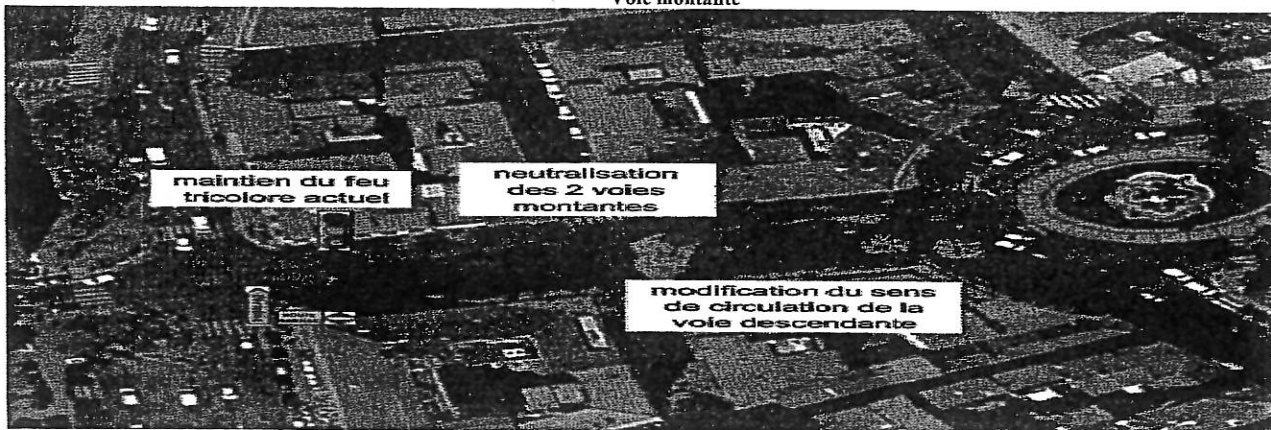 Voie montante
maintien du feu
tricolore actuel
neutralisation
des 2 voies
montantes
modification du sens
de circulation de la
voie descendante